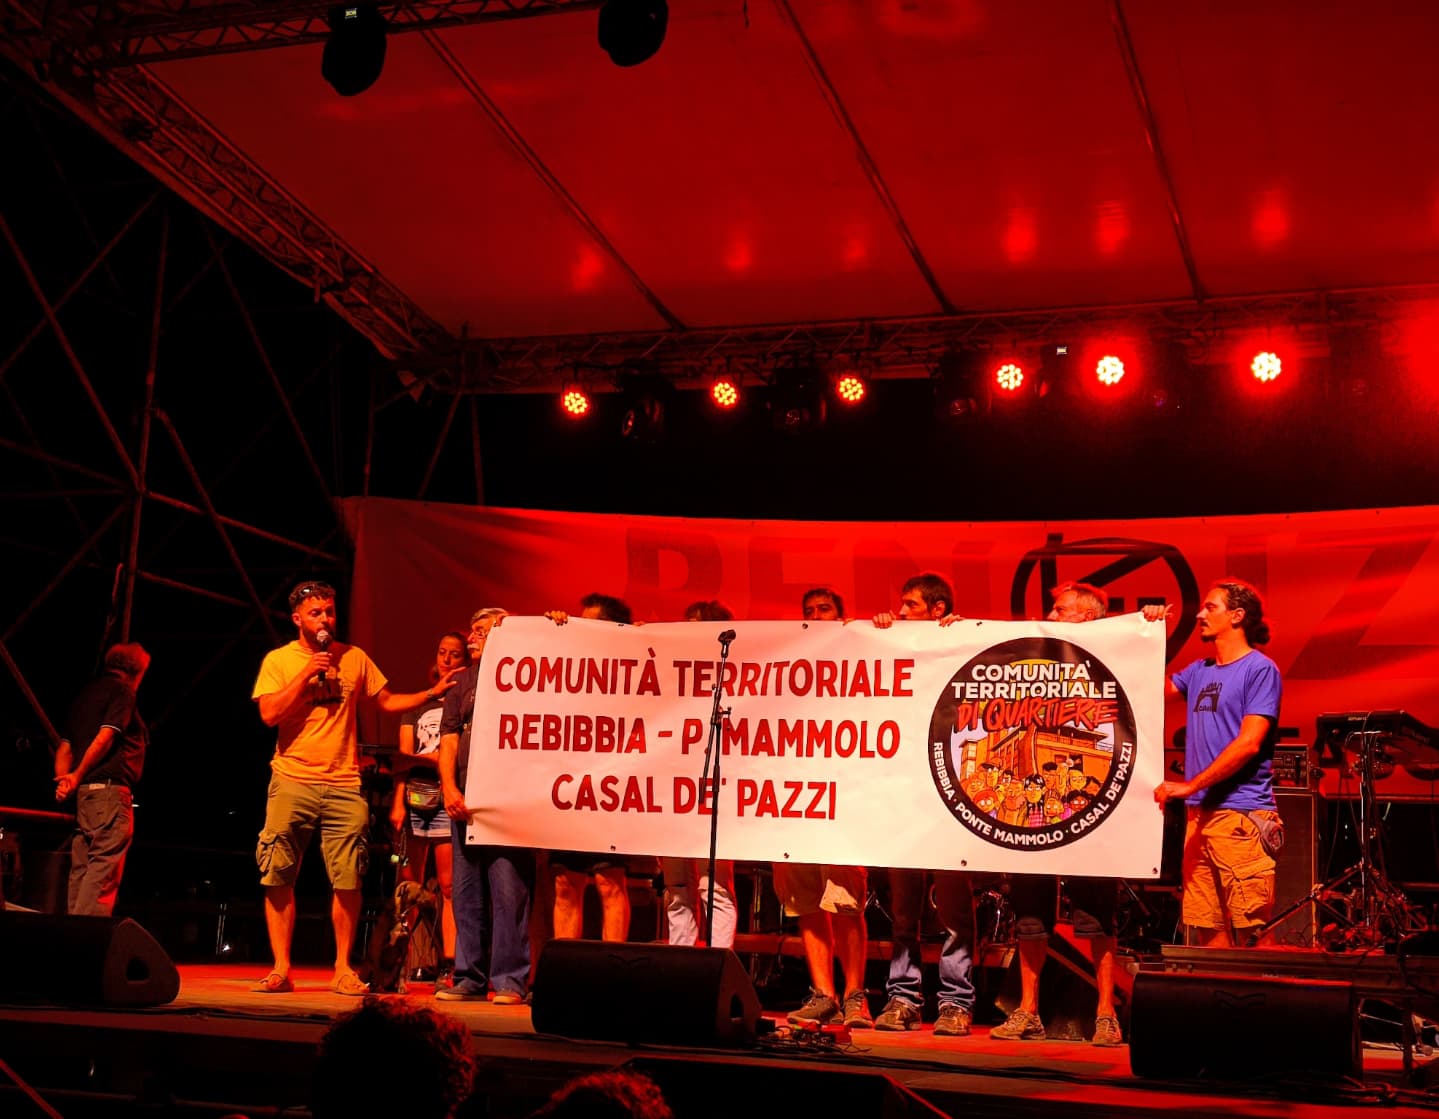 COMUNITÀ TERRITORIALE
REBIBBIA - P. MAMMOLO
CASAL DE' PAZZI
COMUNITA'
TERRITORIALE
DI QUARTIERE
REBIBBIA · PONTE MAMMOLO · CASAL DE' PAZZI